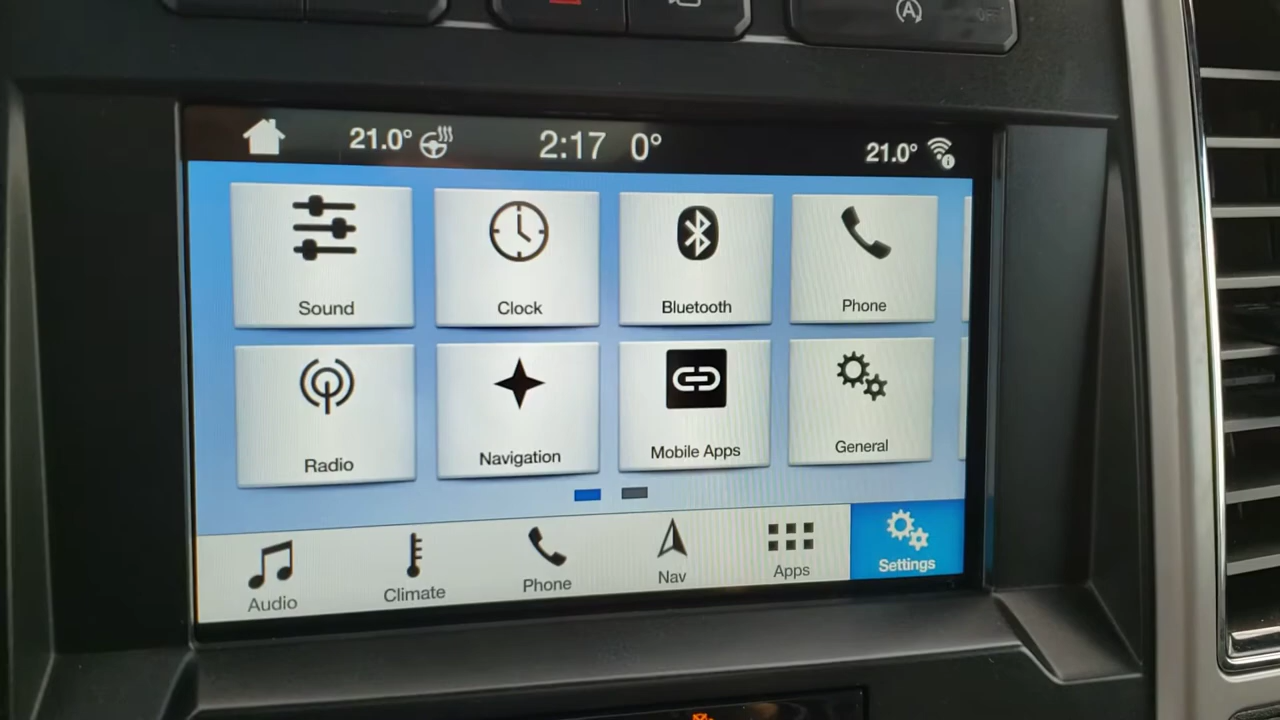 A OFF
21.0° 2:17 0° 21.0°
Sound Clock Bluetooth Phone
Radio Navigation Mobile Apps General
Audio Climate Phone Nav Apps Settings